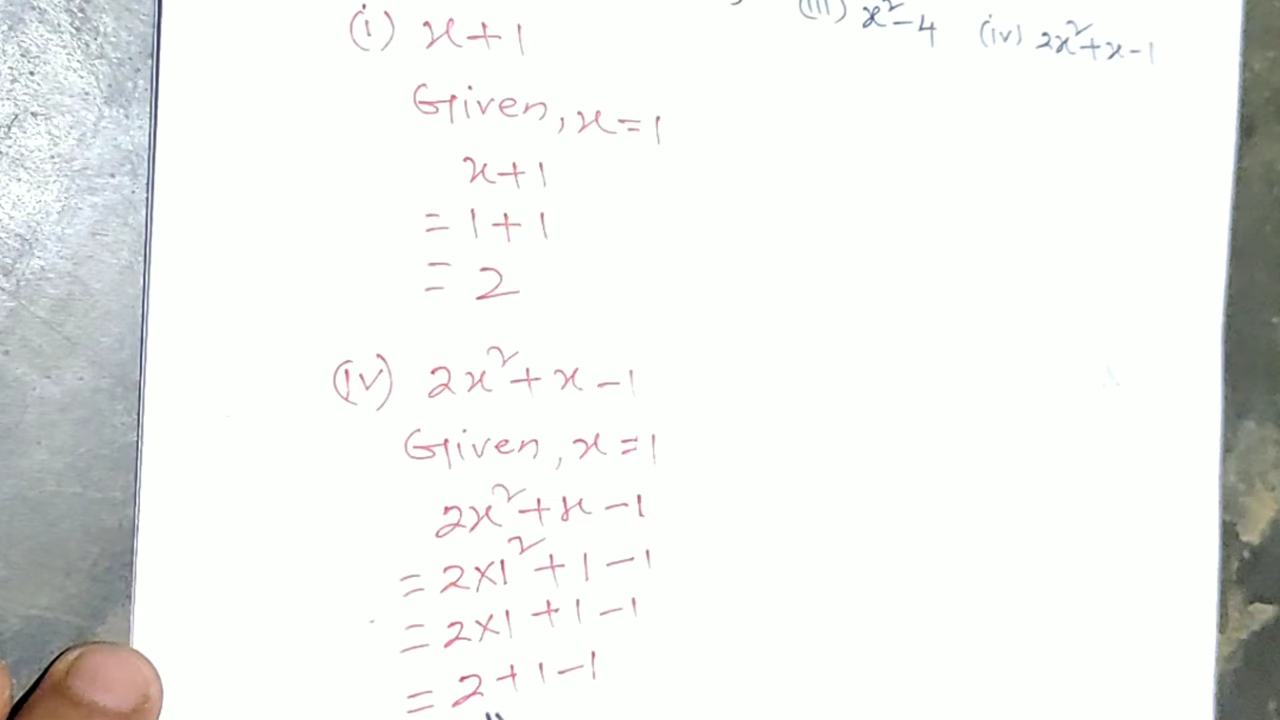 (iii) x²-4 (iv) 2x²+x-1
(i) x+1
Given, x=1
x+1
= 1+1
= 2
(iv) 2x²+x-1
Given, x=1
2x²+x-1
= 2×1²+1-1
= 2×1+1-1
= 2+1-1